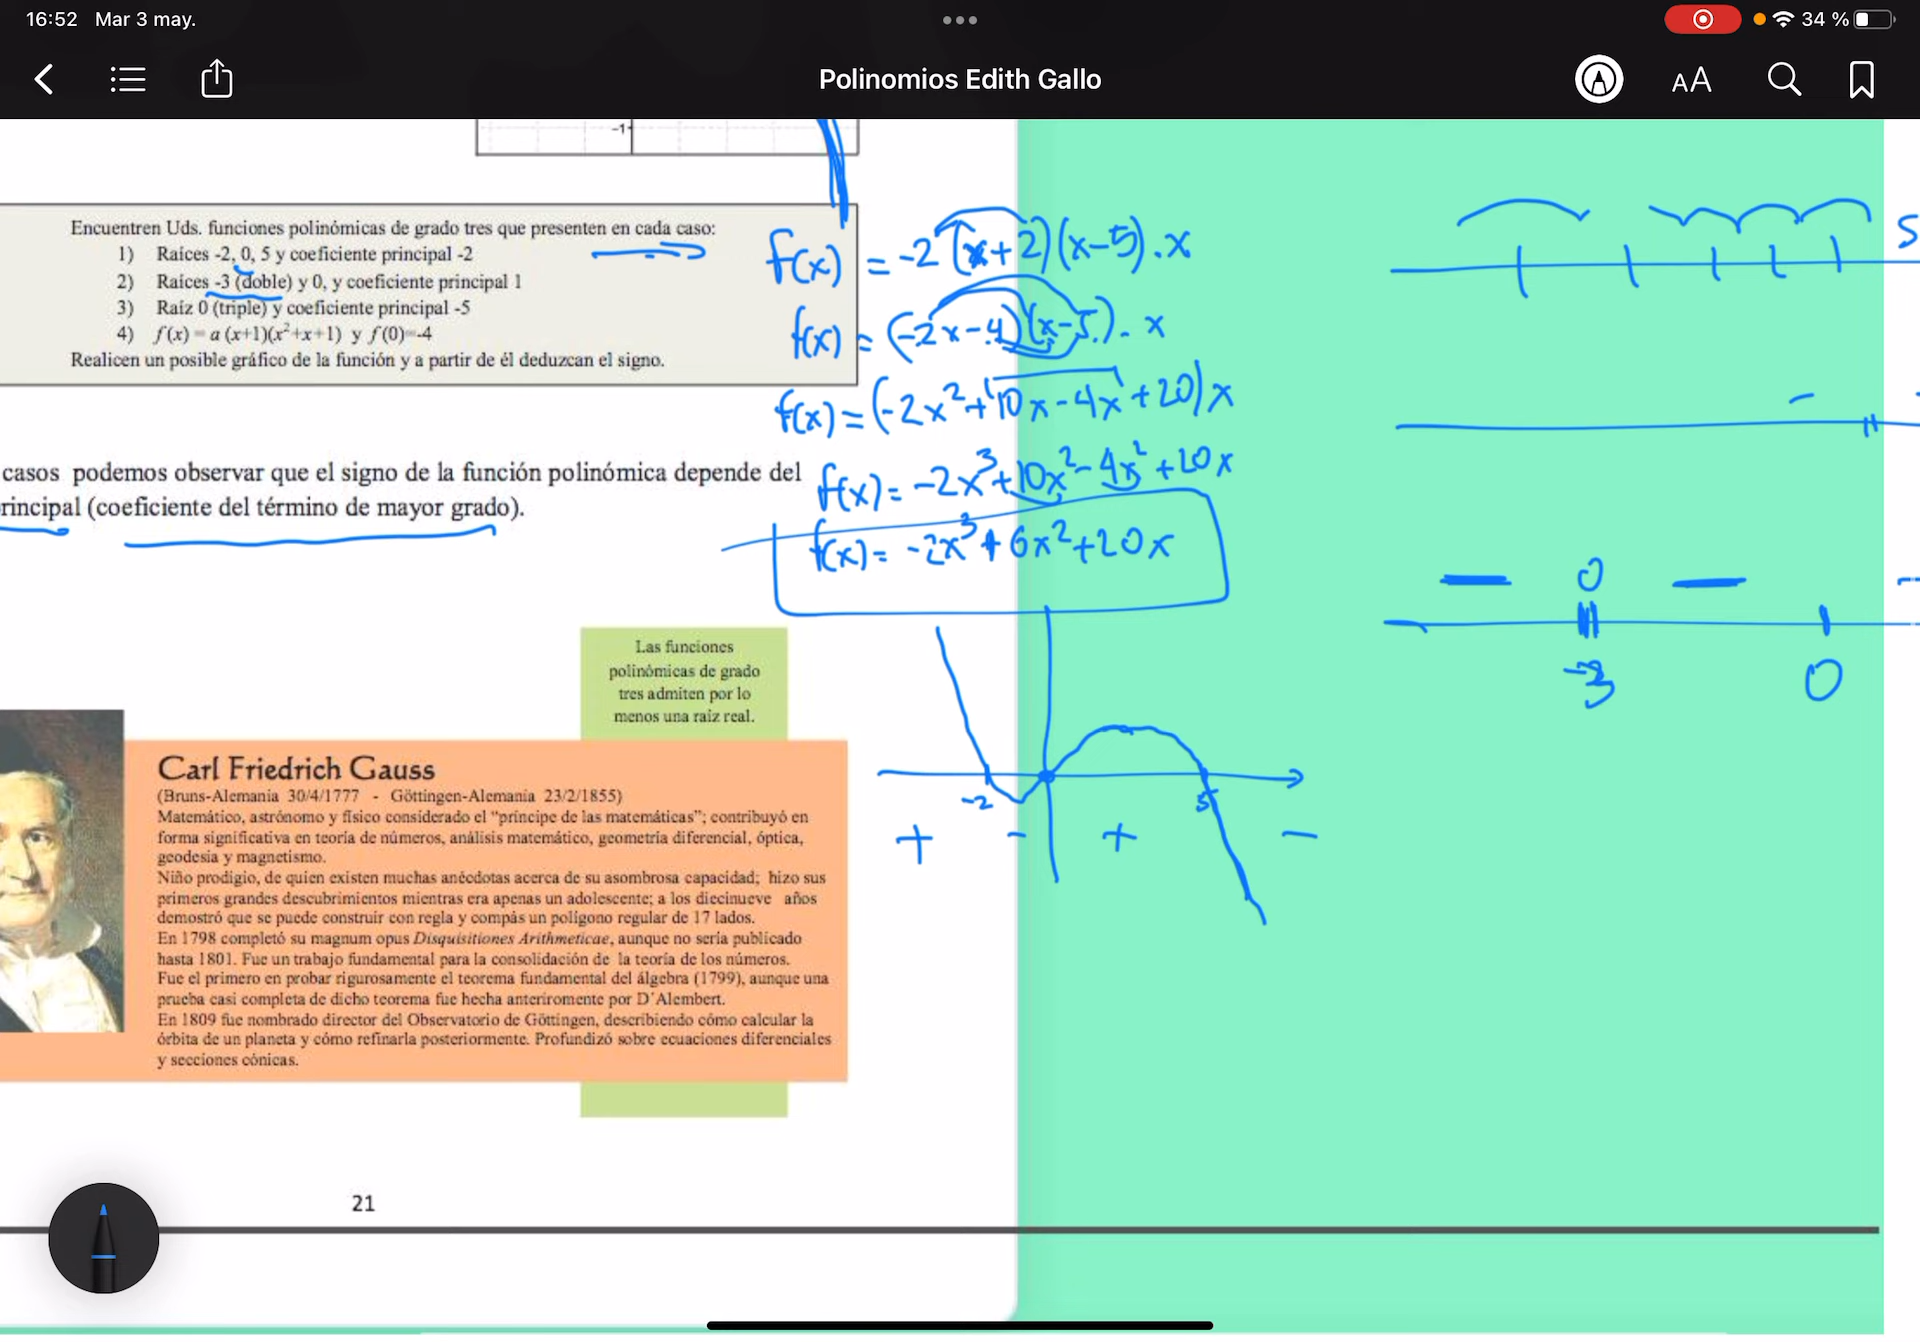 16:52 Mar 3 may.
34 %
Polinomios Edith Gallo
AA
-1
Encuentren Uds. funciones polinómicas de grado tres que presenten en cada caso:
1) Raíces -2, 0, 5 y coeficiente principal -2
2) Raíces -3 (doble) y 0, y coeficiente principal 1
3) Raíz 0 (triple) y coeficiente principal -5
4) f(x) = a (x+1)(x²+x+1) y f(0)=-4
Realicen un posible gráfico de la función y a partir de él deduzcan el signo.
casos podemos observar que el signo de la función polinómica depende del
rincipal (coeficiente del término de mayor grado).
f(x) = -2 (x+2)(x-5).x
f(x) = (-2x-4)(x-5). x
f(x) = (-2x²+10x-4x+20)x
f(x) = -2x³+10x²-4x²+20x
f(x) = -2x³+6x²+20x
-2
5
+ - + -
S
0
-3
0
Las funciones
polinómicas de grado
tres admiten por lo
menos una raíz real.
Carl Friedrich Gauss
(Bruns-Alemania 30/4/1777 - Göttingen-Alemania 23/2/1855)
Matemático, astrónomo y físico considerado el "príncipe de las matemáticas"; contribuyó en
forma significativa en teoría de números, análisis matemático, geometría diferencial, óptica,
geodesia y magnetismo.
Niño prodigio, de quien existen muchas anécdotas acerca de su asombrosa capacidad; hizo sus
primeros grandes descubrimientos mientras era apenas un adolescente; a los diecinueve años
demostró que se puede construir con regla y compás un polígono regular de 17 lados.
En 1798 completó su magnum opus Disquisitiones Arithmeticae, aunque no sería publicado
hasta 1801. Fue un trabajo fundamental para la consolidación de la teoría de los números.
Fue el primero en probar rigurosamente el teorema fundamental del álgebra (1799), aunque una
prueba casi completa de dicho teorema fue hecha anteriromente por D'Alembert.
En 1809 fue nombrado director del Observatorio de Göttingen, describiendo cómo calcular la
órbita de un planeta y cómo refinarla posteriormente. Profundizó sobre ecuaciones diferenciales
y secciones cónicas.
21